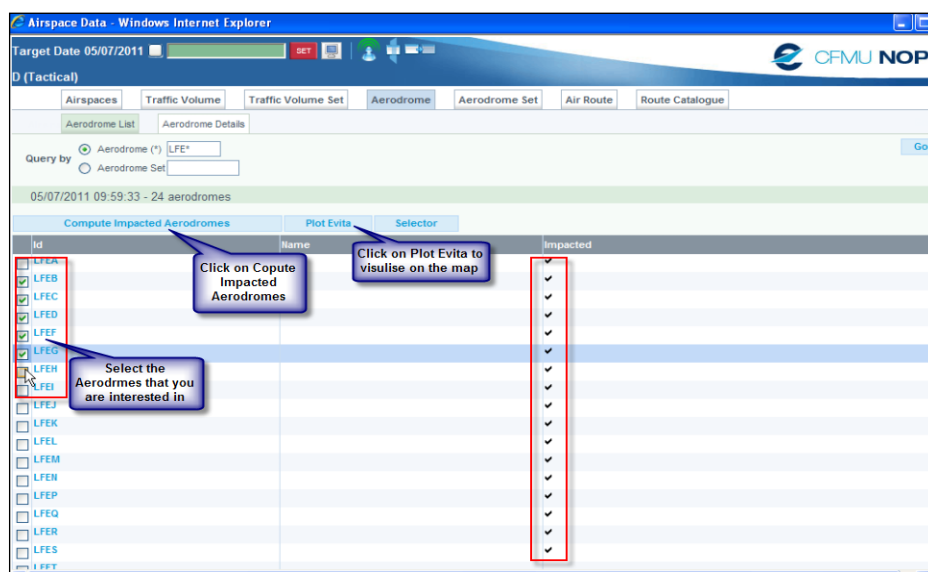 Airspace Data - Windows Internet Explorer
Target Date 05/07/2011 SET
CFMU NOP
D (Tactical)
Airspaces Traffic Volume Traffic Volume Set Aerodrome Aerodrome Set Air Route Route Catalogue
Aerodrome List Aerodrome Details
Query by
Aerodrome (*) LFE*
Aerodrome Set
Go
05/07/2011 09:59:33 - 24 aerodromes
Compute Impacted Aerodromes Plot Evita Selector
Id Name Impacted
LFEA
LFEB
LFEC
LFED
LFEF
LFEG
LFEH
LFEI
LFEJ
LFEK
LFEL
LFEM
LFEN
LFEP
LFEQ
LFER
LFES
LFET
Click on Copute
Impacted
Aerodromes
Click on Plot Evita to
visulise on the map
Select the
Aerodrmes that you
are interested in